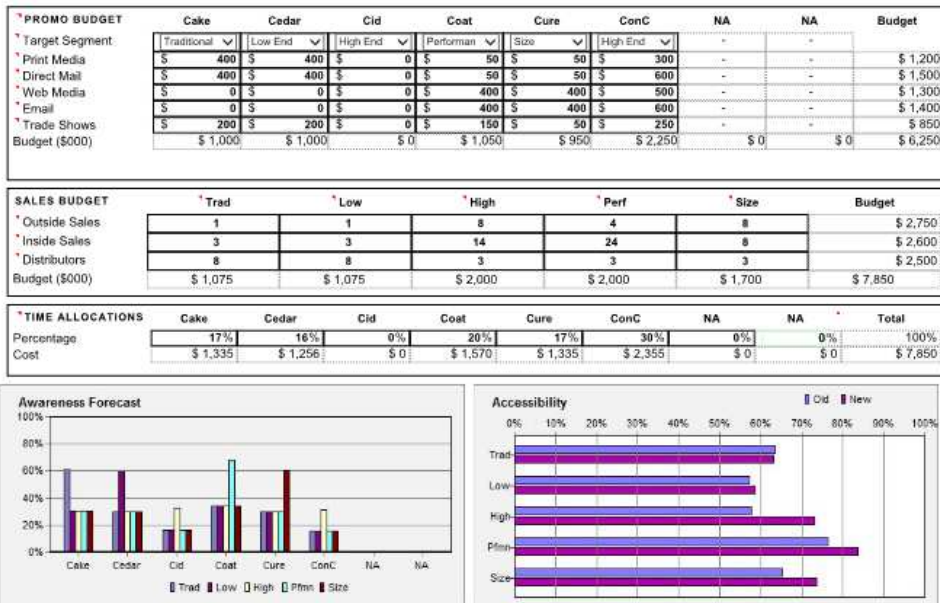 PROMO BUDGET Cake Cedar Cid Coat Cure ConC NA NA Budget
Target Segment Traditional Low End High End Performan Size High End - -
Print Media $ 400 $ 400 $ 0 $ 50 $ 50 $ 300 - - $ 1,200
Direct Mail $ 400 $ 400 $ 0 $ 50 $ 50 $ 600 - - $ 1,500
Web Media $ 0 $ 0 $ 0 $ 400 $ 400 $ 500 - - $ 1,300
Email $ 0 $ 0 $ 0 $ 400 $ 400 $ 600 - - $ 1,400
Trade Shows $ 200 $ 200 $ 0 $ 150 $ 50 $ 250 - - $ 850
Budget ($000) $ 1,000 $ 1,000 $ 0 $ 1,050 $ 950 $ 2,250 $ 0 $ 0 $ 6,250
SALES BUDGET Trad Low High Perf Size Budget
Outside Sales 1 1 8 4 8 $ 2,750
Inside Sales 3 3 14 24 8 $ 2,600
Distributors 8 8 3 3 3 $ 2,500
Budget ($000) $ 1,075 $ 1,075 $ 2,000 $ 2,000 $ 1,700 $ 7,850
TIME ALLOCATIONS Cake Cedar Cid Coat Cure ConC NA NA Total
Percentage 17% 16% 0% 20% 17% 30% 0% 0% 100%
Cost $ 1,335 $ 1,256 $ 0 $ 1,570 $ 1,335 $ 2,355 $ 0 $ 0 $ 7,850
Awareness Forecast
100%
80%
60%
40%
20%
0%
Cake Cedar Cid Coat Cure ConC NA NA
Trad Low High Pfmn Size
Accessibility Old New
0% 10% 20% 30% 40% 50% 60% 70% 80% 90% 100%
Trad
Low
High
Pfmn
Size